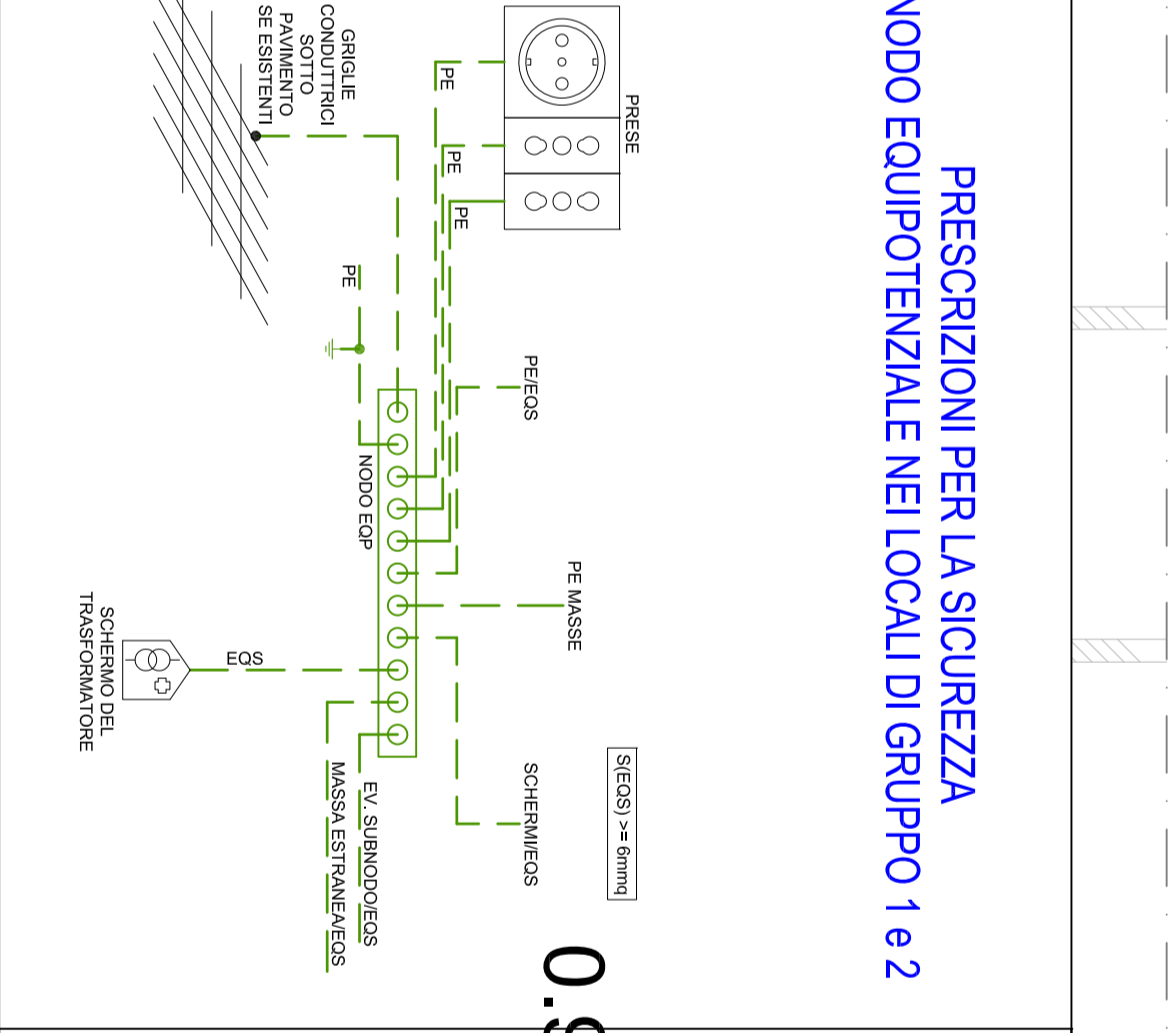 PRESCRIZIONI PER LA SICUREZZA
NODO EQUIPOTENZIALE NEI LOCALI DI GRUPPO 1 e 2
PRESE
S(EQS) >= 6mmq
PE MASSE
PE/EQS
SCHERMI/EQS
PE
PE
PE
GRIGLIE
CONDUTTRICI
SOTTO
PAVIMENTO
SE ESISTENTI
PE
NODO EQP
EV. SUBNODO/EQS
MASSA ESTRANEA/EQS
EQS
SCHERMO DEL
TRASFORMATORE